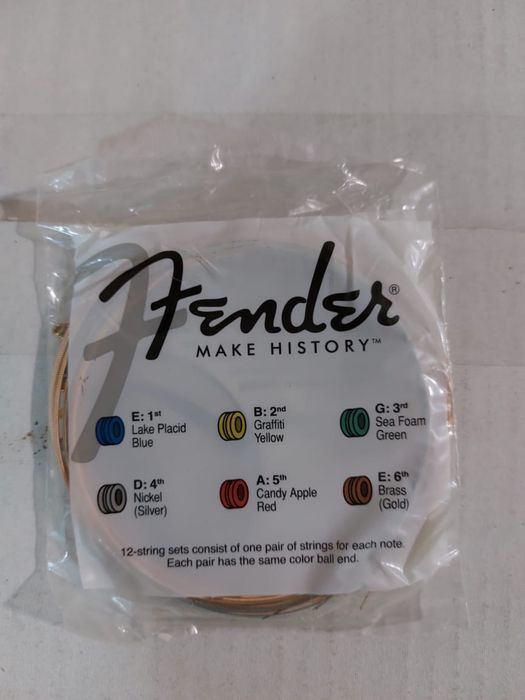 Fender®
MAKE HISTORY™
E: 1st
Lake Placid
Blue
B: 2nd
Graffiti
Yellow
G: 3rd
Sea Foam
Green
D: 4th
Nickel
(Silver)
A: 5th
Candy Apple
Red
E: 6th
Brass
(Gold)
12-string sets consist of one pair of strings for each note.
Each pair has the same color ball end.